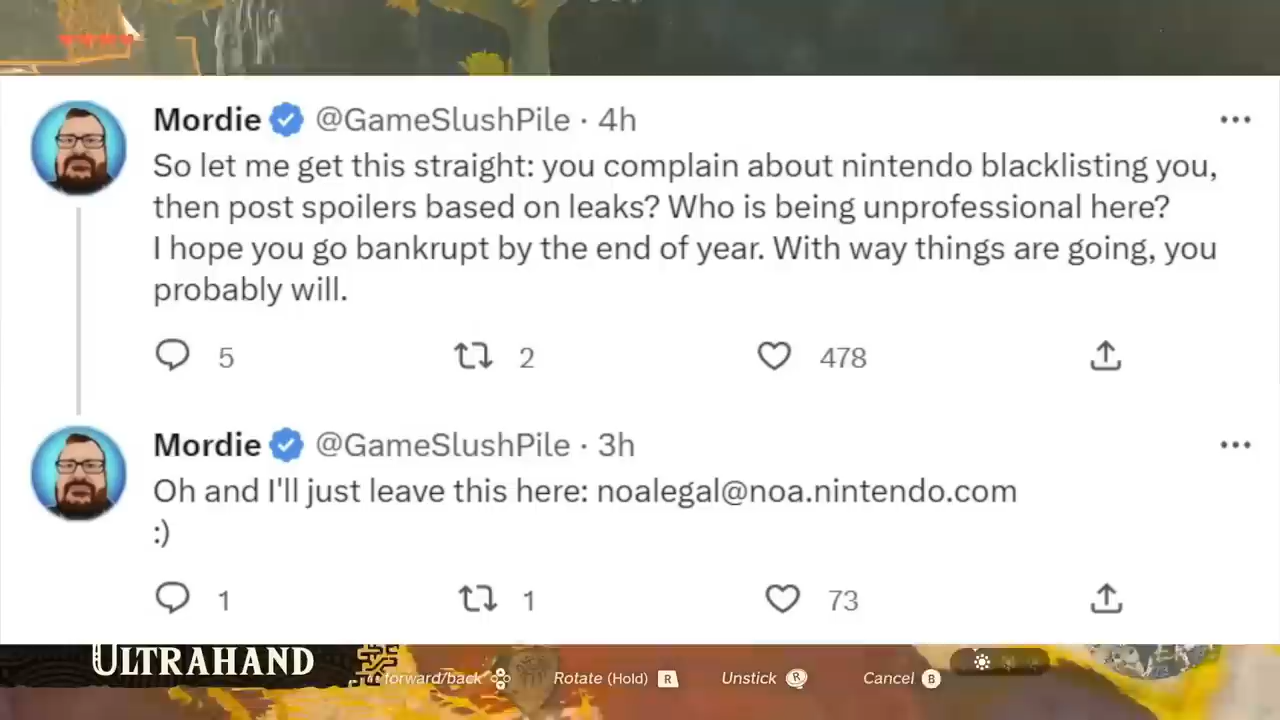 Mordie @GameSlushPile · 4h
So let me get this straight: you complain about nintendo blacklisting you,
then post spoilers based on leaks? Who is being unprofessional here?
I hope you go bankrupt by the end of year. With way things are going, you
probably will.
5 2 478
Mordie @GameSlushPile · 3h
Oh and I'll just leave this here: noalegal@noa.nintendo.com
:)
1 1 73
ULTRAHAND
forward/back Rotate (Hold) R Unstick R Cancel B